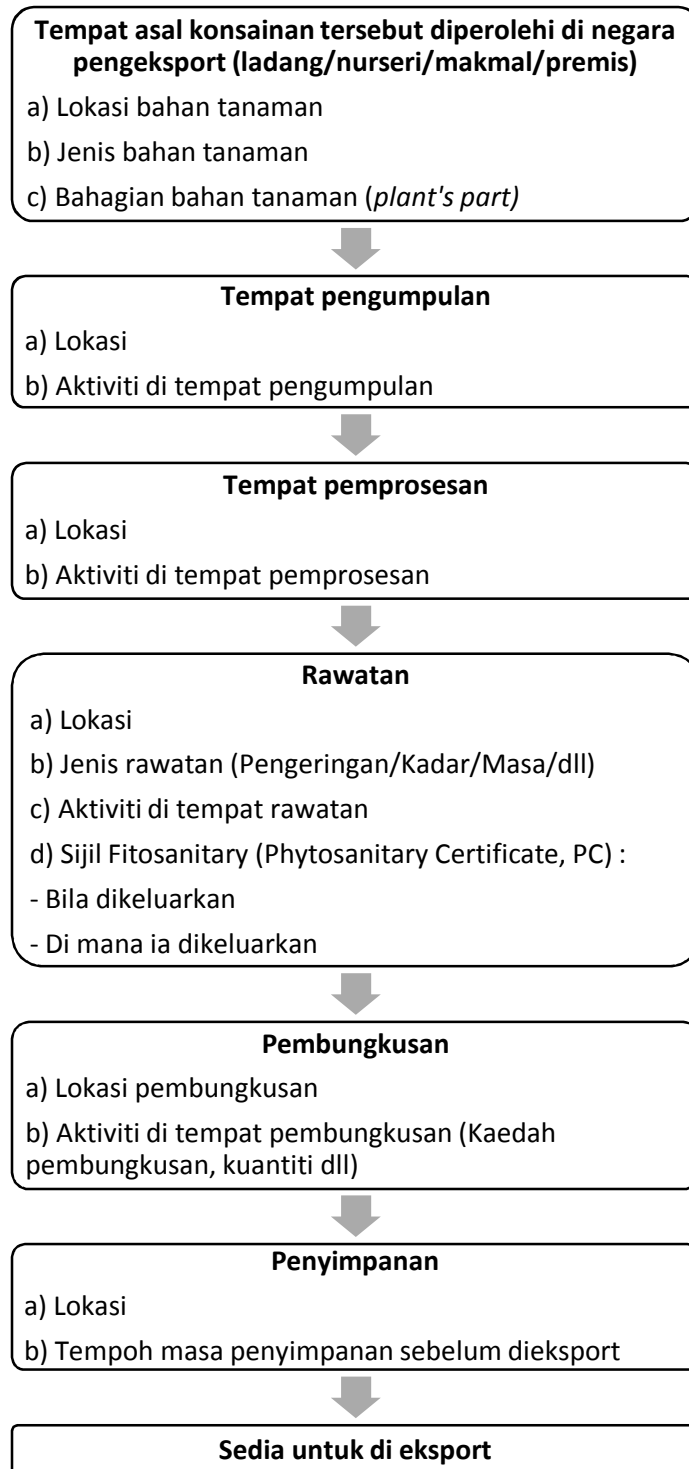 Tempat asal konsainan tersebut diperolehi di negara
pengeksport (ladang/nurseri/makmal/premis)
a) Lokasi bahan tanaman
b) Jenis bahan tanaman
c) Bahagian bahan tanaman (plant's part)
Tempat pengumpulan
a) Lokasi
b) Aktiviti di tempat pengumpulan
Tempat pemprosesan
a) Lokasi
b) Aktiviti di tempat pemprosesan
Rawatan
a) Lokasi
b) Jenis rawatan (Pengeringan/Kadar/Masa/dll)
c) Aktiviti di tempat rawatan
d) Sijil Fitosanitary (Phytosanitary Certificate, PC) :
- Bila dikeluarkan
- Di mana ia dikeluarkan
Pembungkusan
a) Lokasi pembungkusan
b) Aktiviti di tempat pembungkusan (Kaedah
pembungkusan, kuantiti dll)
Penyimpanan
a) Lokasi
b) Tempoh masa penyimpanan sebelum dieksport
Sedia untuk di eksport